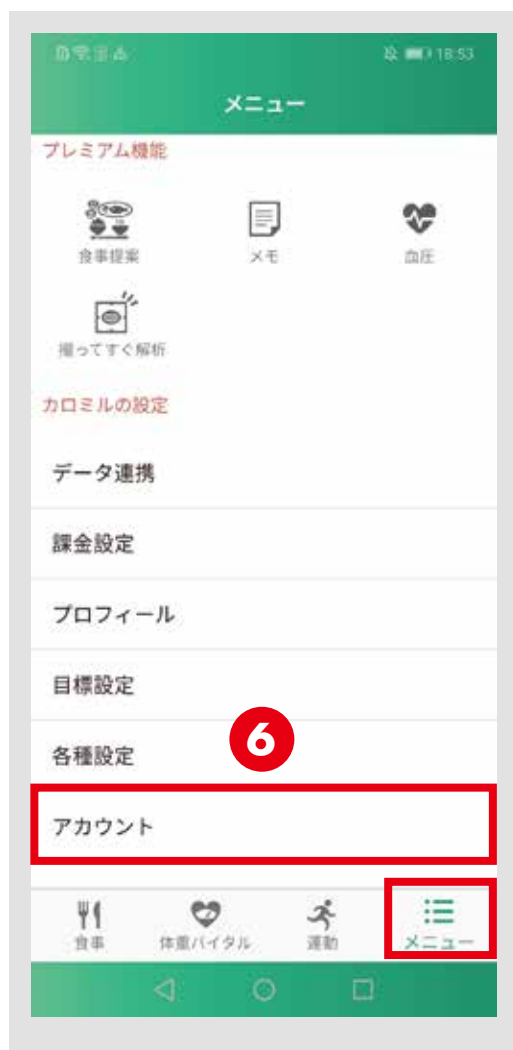 18:53
メニュー
プレミアム機能
食事提案 メモ 血圧
撮ってすぐ解析
カロミルの設定
データ連携
課金設定
プロフィール
目標設定
6
各種設定
アカウント
食事 体重バイタル 運動 メニュー